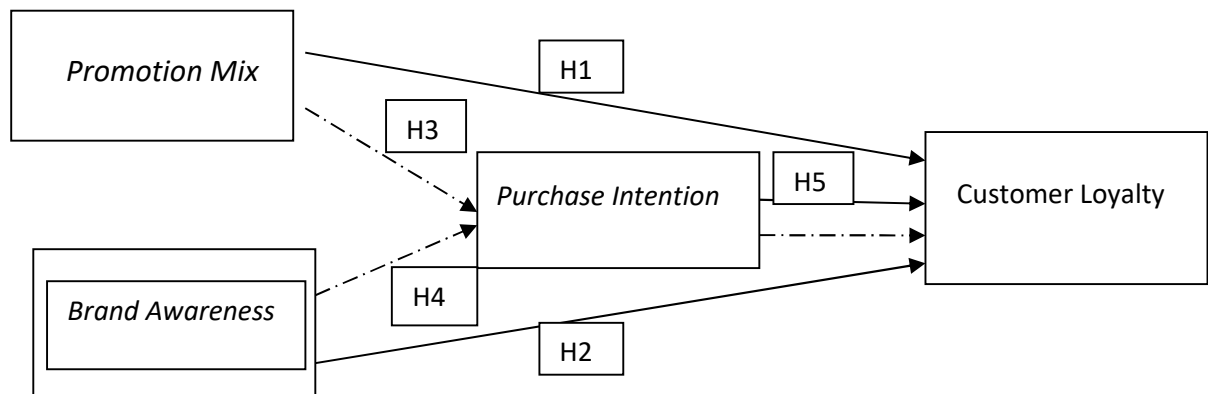 Promotion Mix
H1
H3
Purchase Intention
H5
Customer Loyalty
H4
Brand Awareness
H2